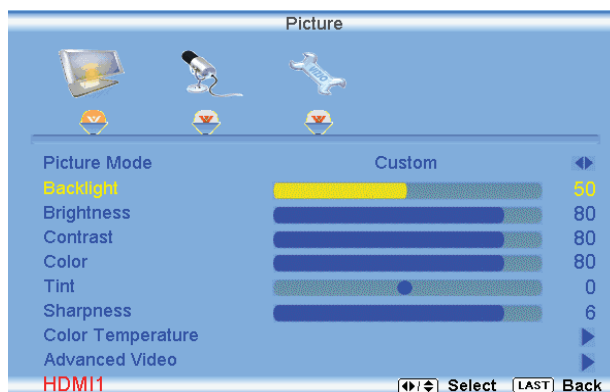 Picture
VIZIO
Picture Mode Custom
Backlight 50
Brightness 80
Contrast 80
Color 80
Tint 0
Sharpness 6
Color Temperature
Advanced Video
HDMI1 Select LAST Back